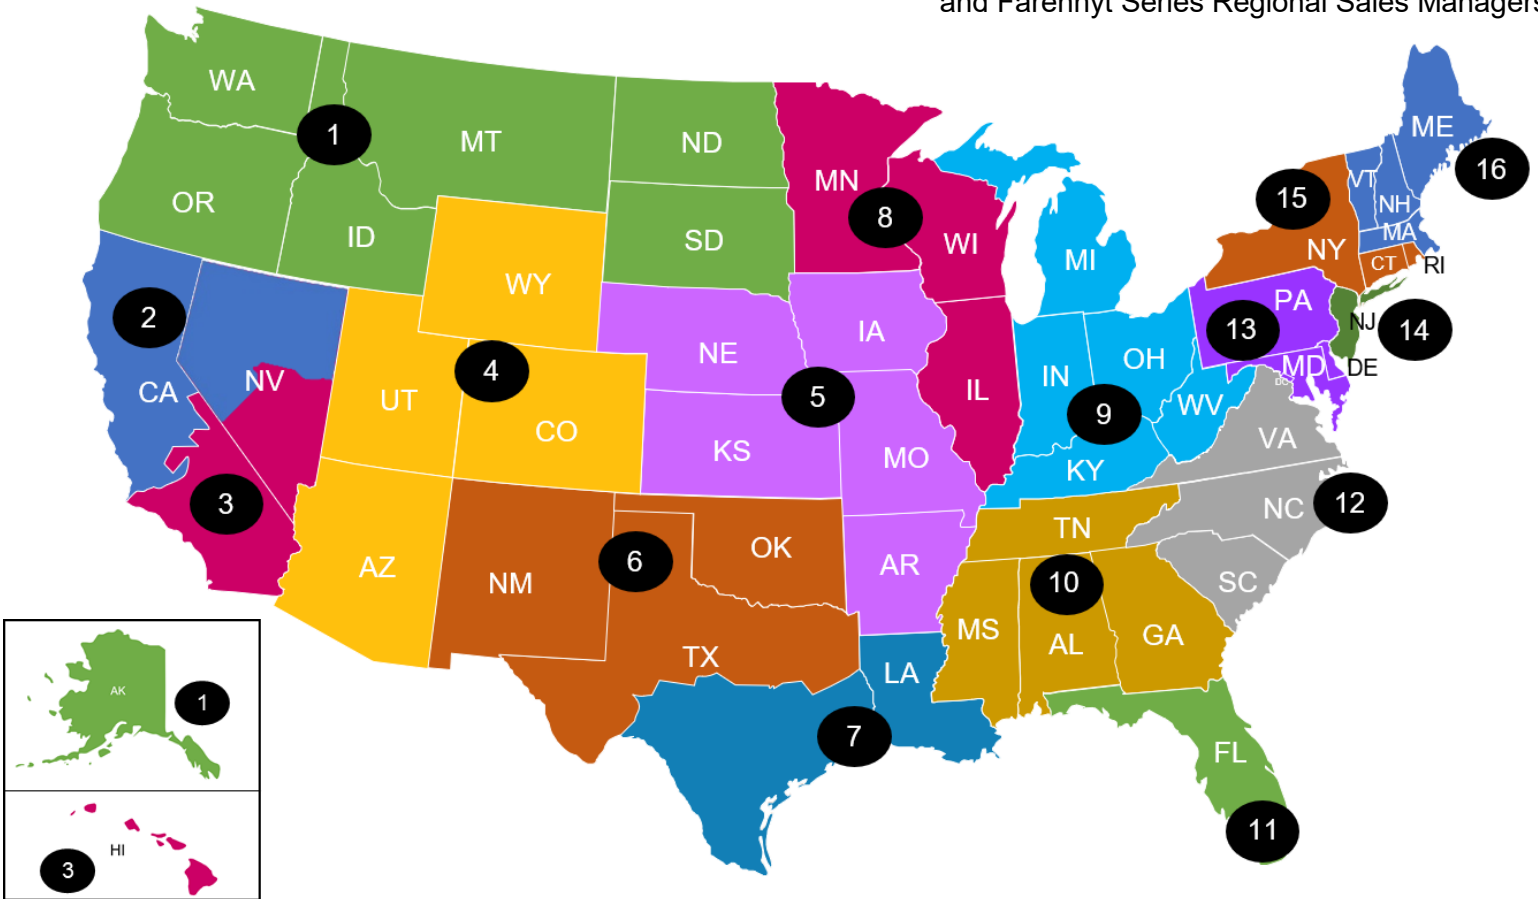 and Farenhyt Series Regional Sales Managers
WA
MT
ND
MN
ME
1
16
OR
ID
SD
8
WI
MI
15
VT
NH
MA
NY
CT
RI
WY
2
NV
CA
UT
4
CO
NE
IA
5
KS
MO
IL
IN
OH
9
WV
KY
PA
13
NJ
14
MD
DE
DC
VA
3
AZ
NM
6
OK
AR
TN
NC
12
SC
10
MS
AL
GA
TX
LA
7
FL
11
AK
1
HI
3